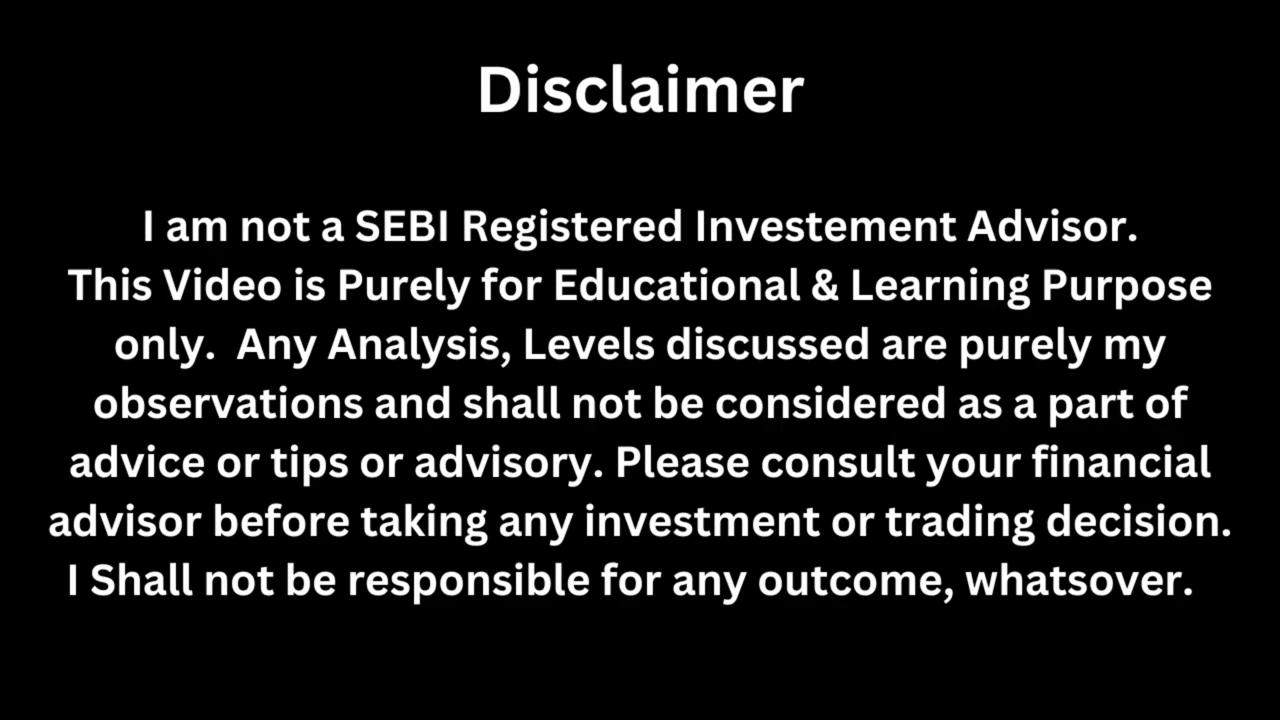 Disclaimer
I am not a SEBI Registered Investement Advisor.
This Video is Purely for Educational & Learning Purpose
only.  Any Analysis, Levels discussed are purely my
observations and shall not be considered as a part of
advice or tips or advisory. Please consult your financial
advisor before taking any investment or trading decision.
I Shall not be responsible for any outcome, whatsover.